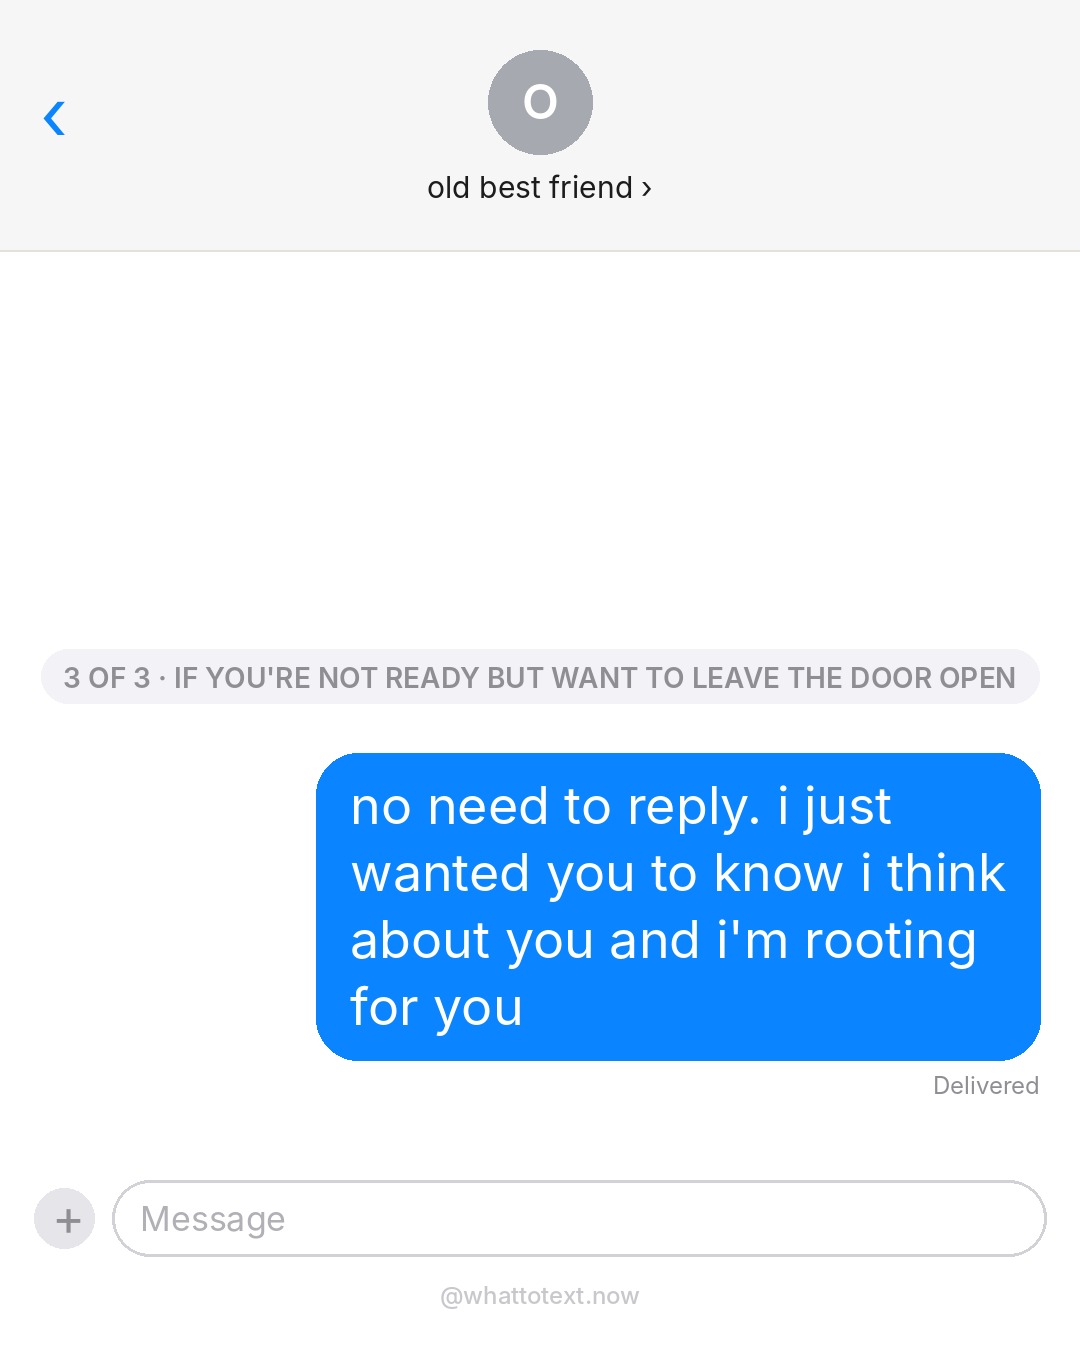 ‹
O
old best friend ›
3 OF 3 · IF YOU'RE NOT READY BUT WANT TO LEAVE THE DOOR OPEN
no need to reply. i just
wanted you to know i think
about you and i'm rooting
for you
Delivered
+
Message
@whattotext.now